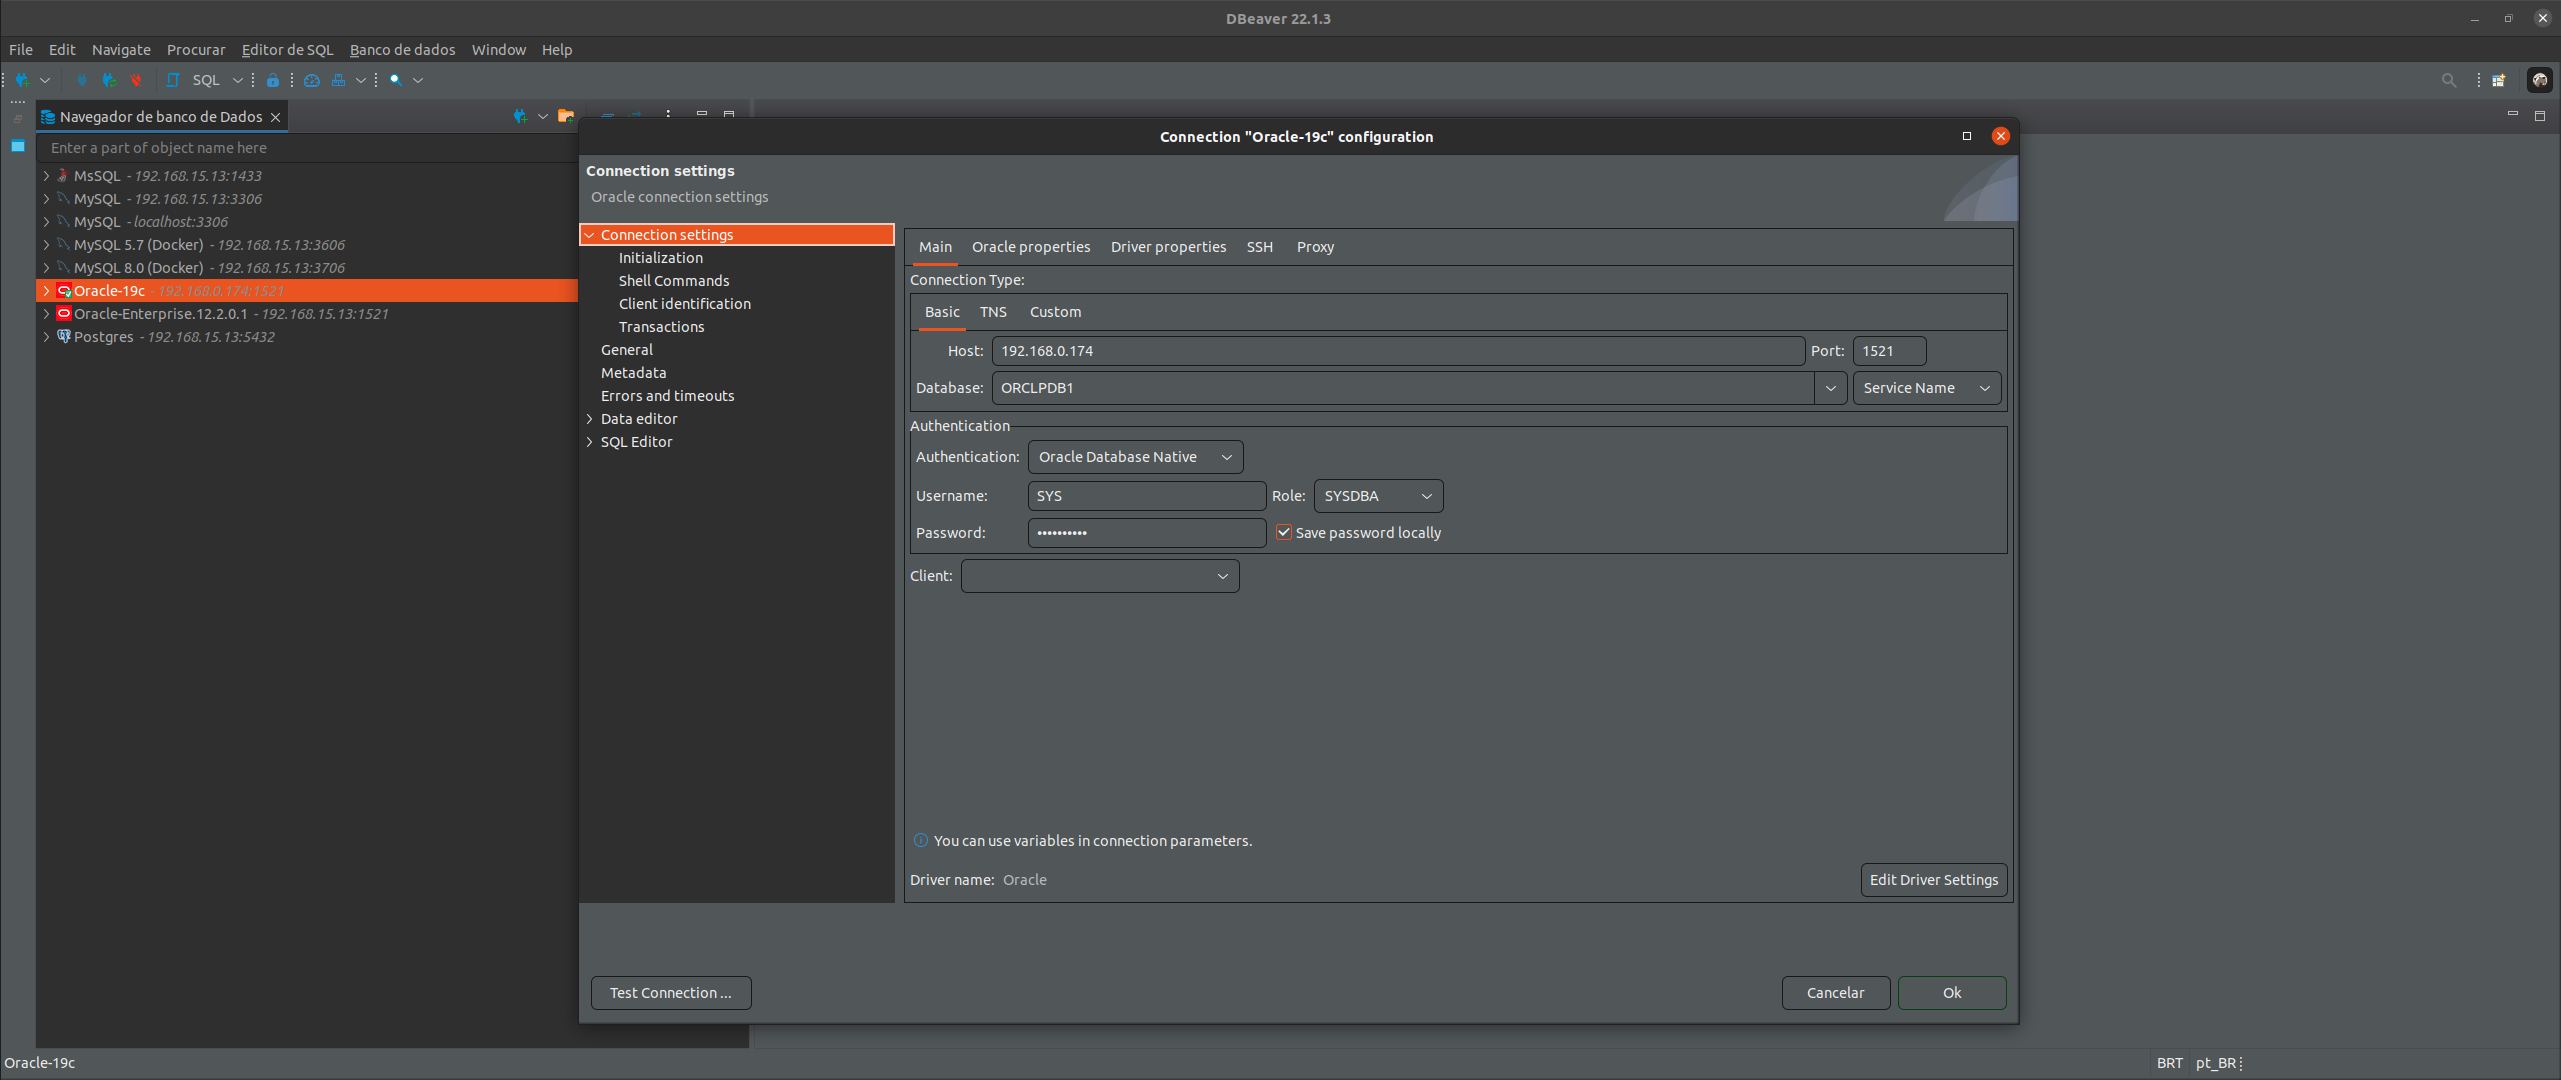 DBeaver 22.1.3
File Edit Navigate Procurar Editor de SQL Banco de dados Window Help
SQL
Navegador de banco de Dados
Enter a part of object name here
MsSQL - 192.168.15.13:1433
MySQL - 192.168.15.13:3306
MySQL - localhost:3306
MySQL 5.7 (Docker) - 192.168.15.13:3606
MySQL 8.0 (Docker) - 192.168.15.13:3706
Oracle-19c - 192.168.0.174:1521
Oracle-Enterprise.12.2.0.1 - 192.168.15.13:1521
Postgres - 192.168.15.13:5432
Connection "Oracle-19c" configuration
Connection settings
Oracle connection settings
Connection settings
Initialization
Shell Commands
Client identification
Transactions
General
Metadata
Errors and timeouts
Data editor
SQL Editor
Main Oracle properties Driver properties SSH Proxy
Connection Type:
Basic TNS Custom
Host: 192.168.0.174 Port: 1521
Database: ORCLPDB1 Service Name
Authentication
Authentication: Oracle Database Native
Username: SYS Role: SYSDBA
Password: •••••••••• Save password locally
Client:
You can use variables in connection parameters.
Driver name: Oracle Edit Driver Settings
Test Connection ... Cancelar Ok
Oracle-19c BRT pt_BR